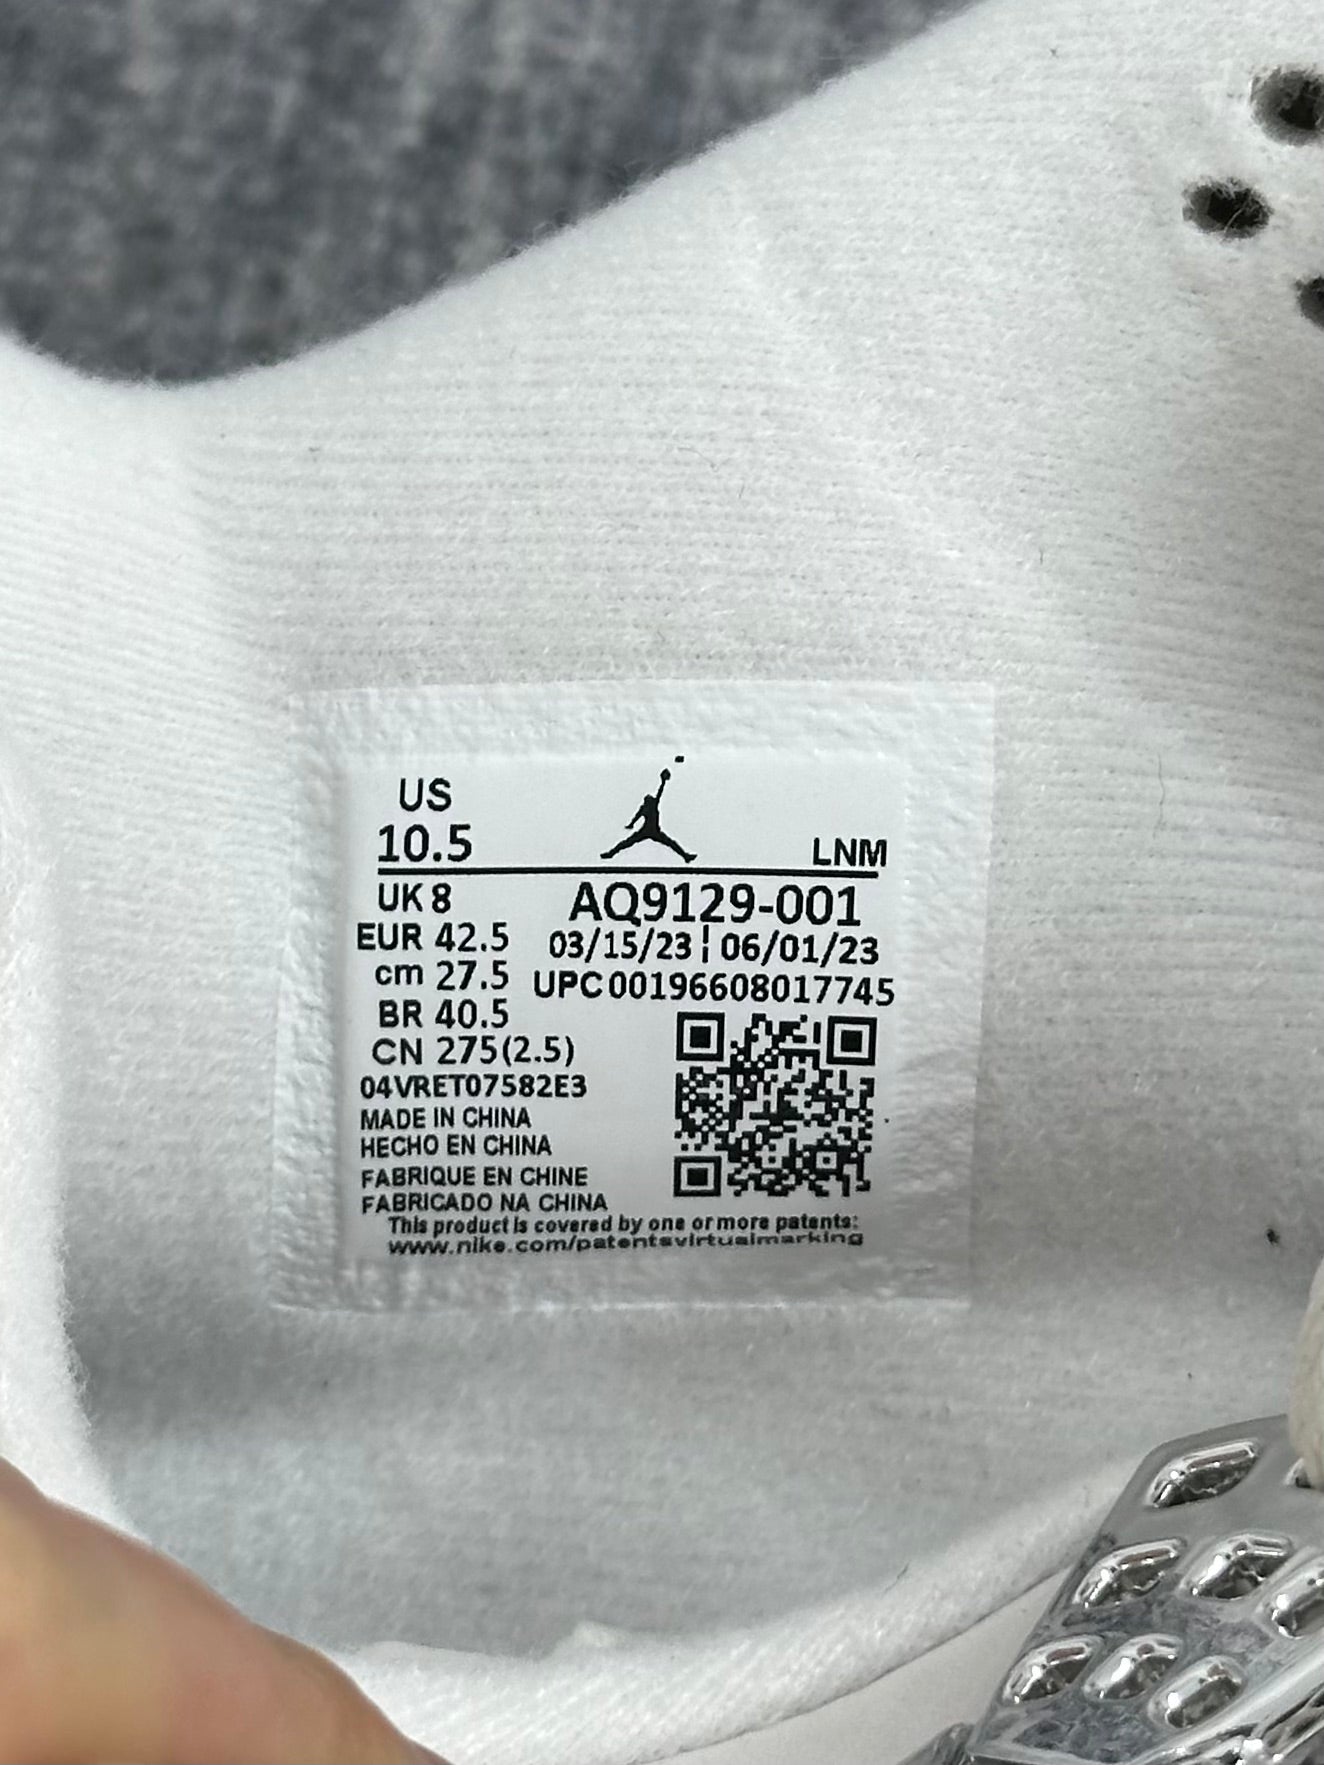 US
10.5
LNM
UK 8
AQ9129-001
EUR 42.5
03/15/23 ¦ 06/01/23
cm 27.5
UPC00196608017745
BR 40.5
CN 275(2.5)
04VRET07582E3
MADE IN CHINA
HECHO EN CHINA
FABRIQUE EN CHINE
FABRICADO NA CHINA
This product is covered by one or more patents:
www.nike.com/patentsvirtualmarking